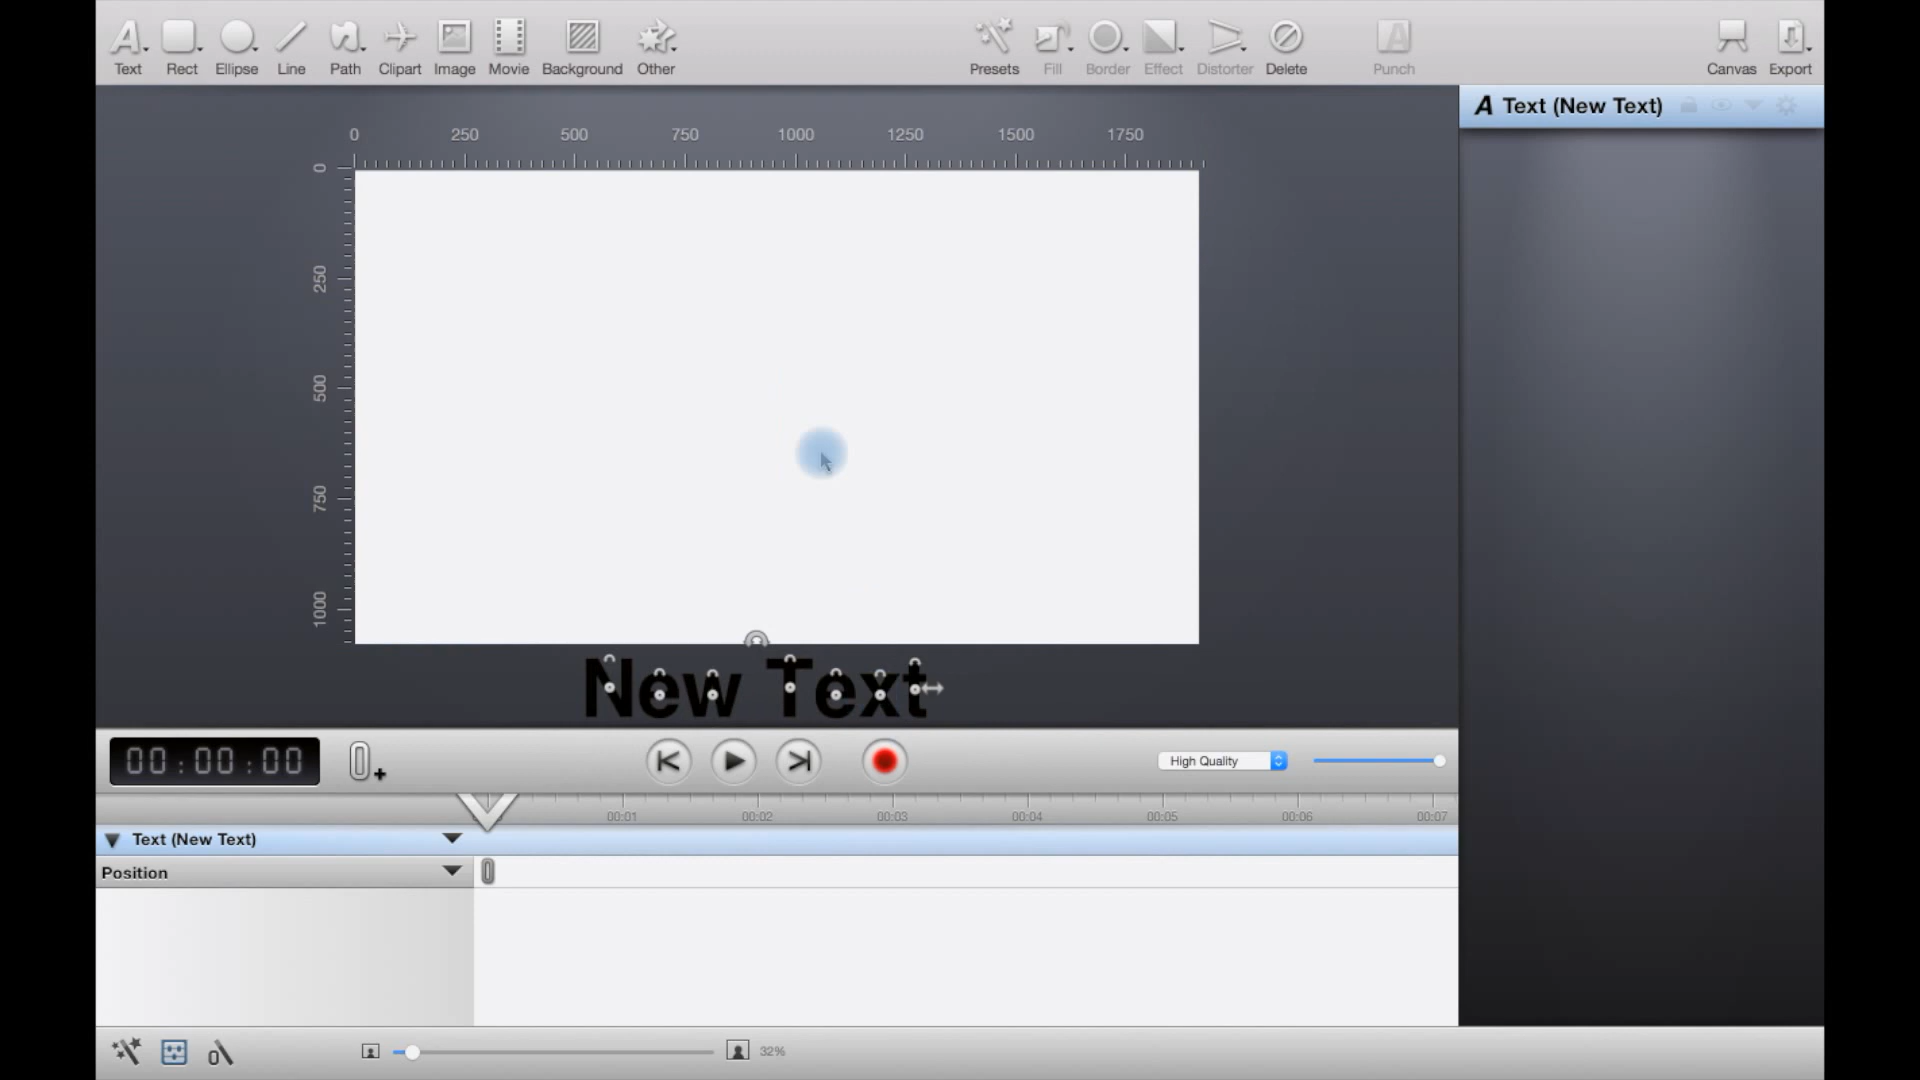 Text Rect Ellipse Line Path Clipart Image Movie Background Other Presets Fill Border Effect Distorter Delete Punch Canvas Export
A Text (New Text)
0 250 500 750 1000 1250 1500 1750
0
250
500
750
1000
New Text
00:00:00 High Quality
00:01 00:02 00:03 00:04 00:05 00:06 00:07
Text (New Text)
Position
32%